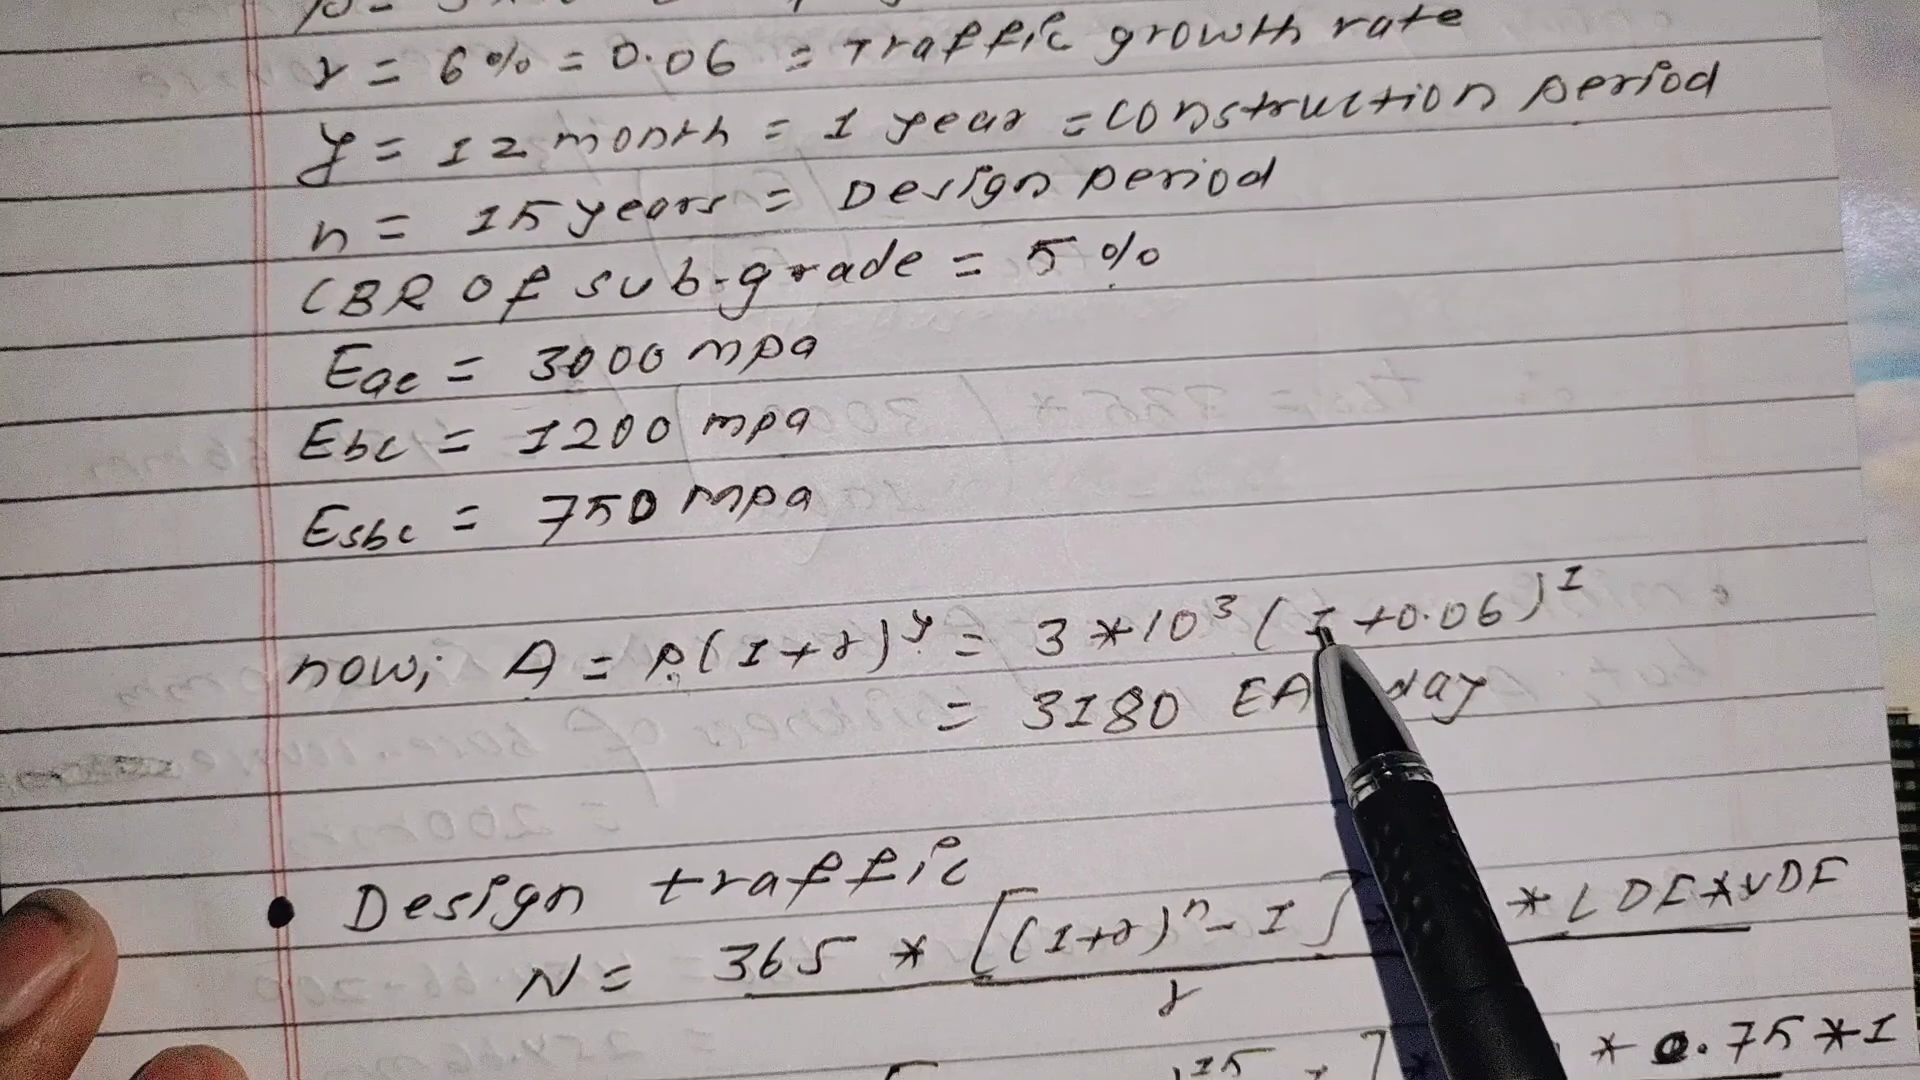 r = 6% = 0.06 = Traffic growth rate
y = 12 month = 1 year = construction period
n = 15 years = Design period
CBR of sub-grade = 5%
Eac = 3000 mpa
Ebc = 1200 mpa
Esbc = 750 mpa
now; A = P(1+r)^y = 3*10^3 (1+0.06)^1
= 3180 EA day
Design traffic
N = 365 * [(1+r)^n - 1] * * LDF*VDF
r
15 * 0.75*1